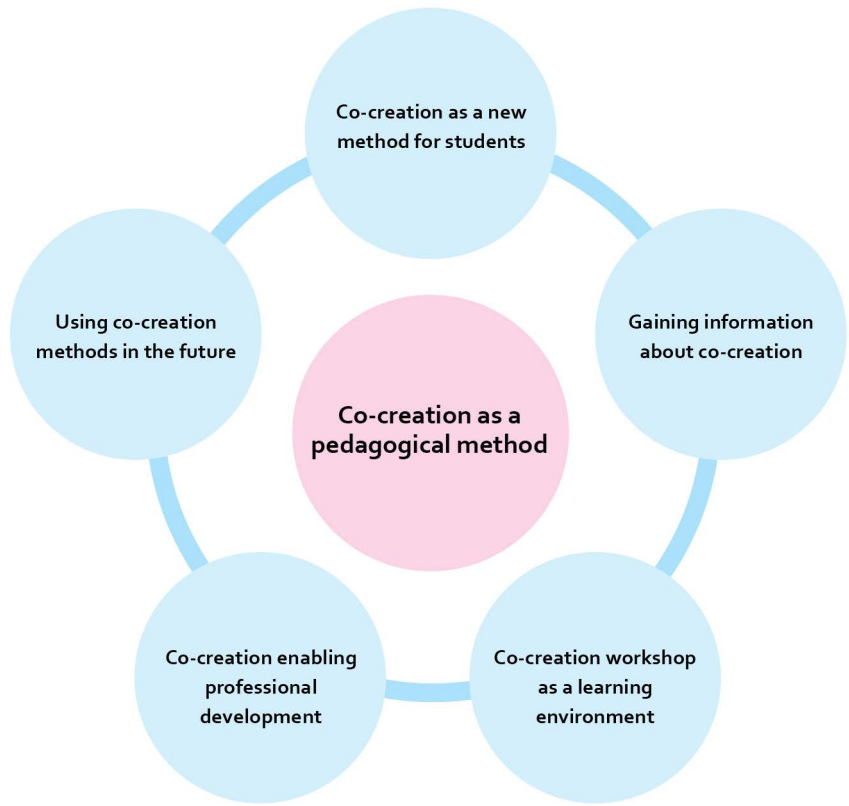 Co-creation as a new
method for students
Using co-creation
methods in the future
Gaining information
about co-creation
Co-creation as a
pedagogical method
Co-creation enabling
professional
development
Co-creation workshop
as a learning
environment